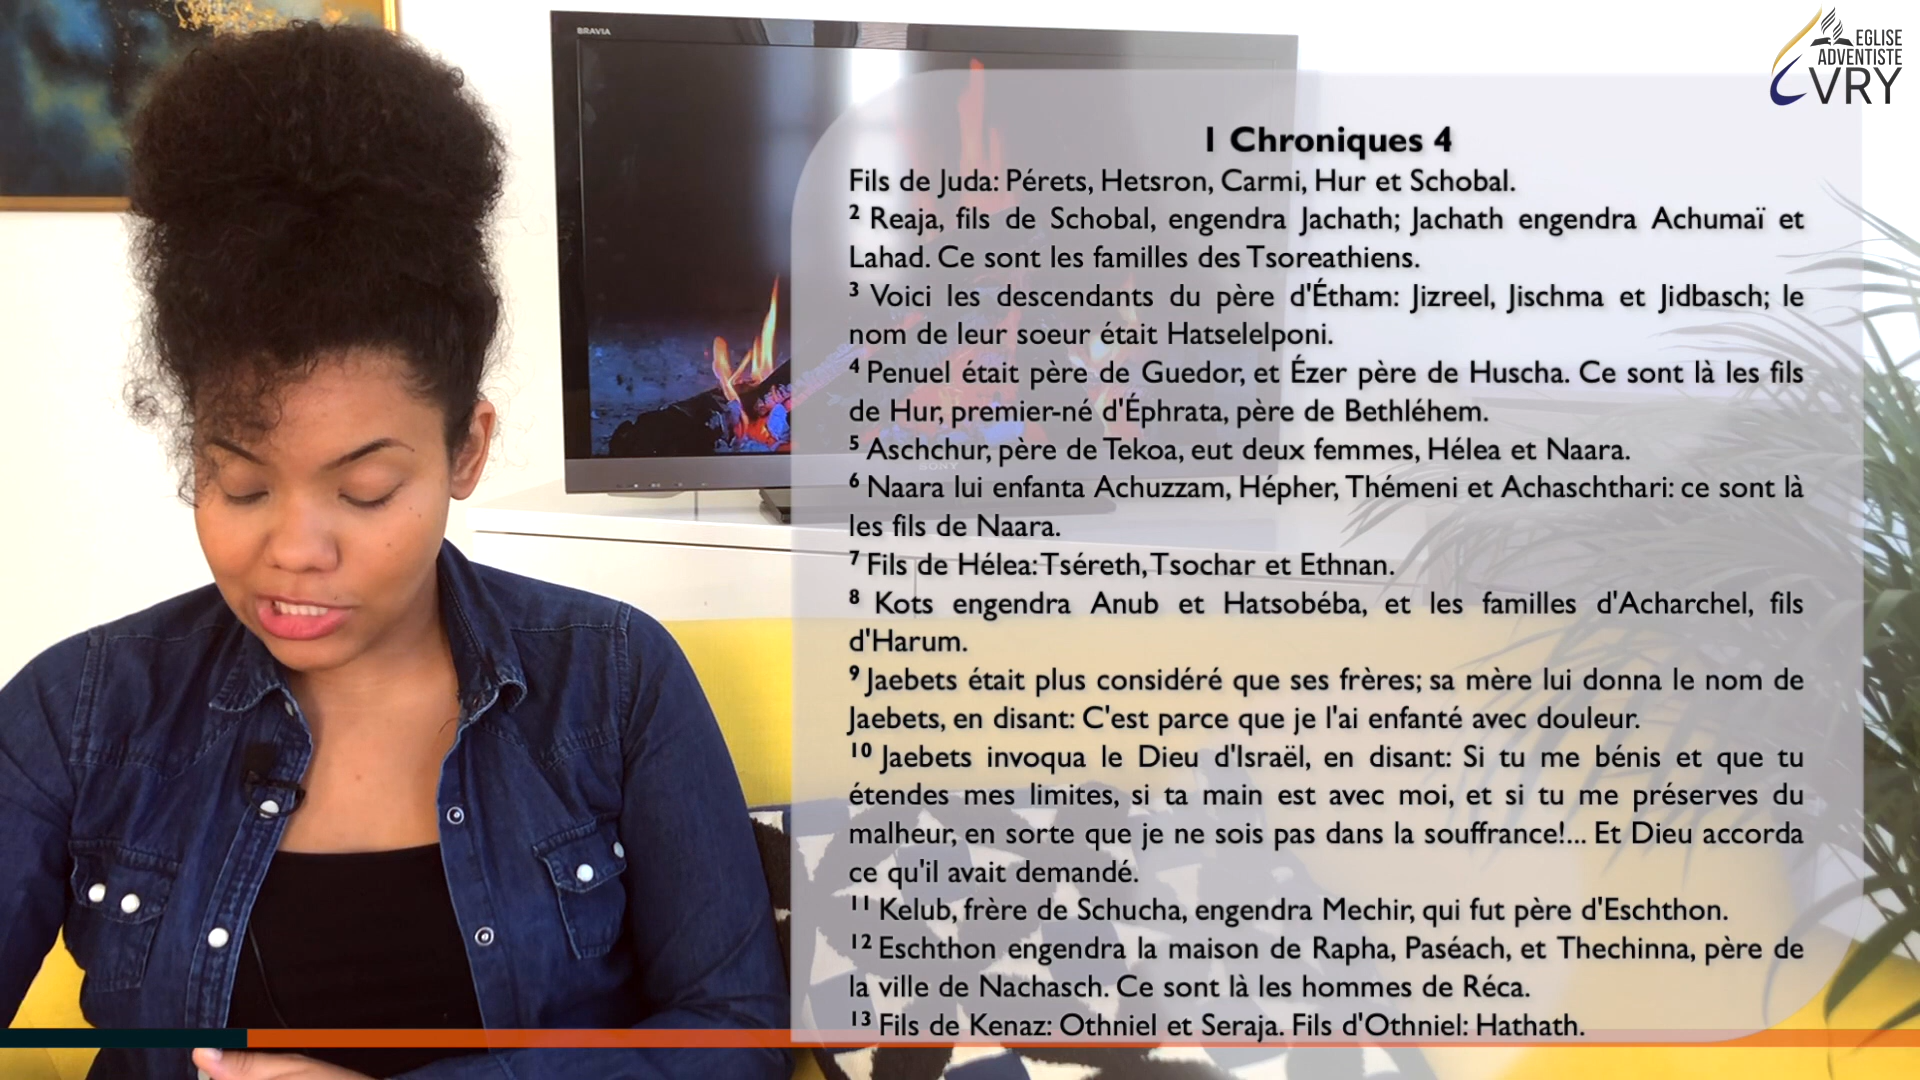 BRAVIA
EGLISE
ADVENTISTE
VRY
1 Chroniques 4
Fils de Juda: Pérets, Hetsron, Carmi, Hur et Schobal.
2 Reaja, fils de Schobal, engendra Jachath; Jachath engendra Achumaï et
Lahad. Ce sont les familles des Tsoreathiens.
3 Voici les descendants du père d'Étham: Jizreel, Jischma et Jidbasch; le
nom de leur soeur était Hatselelponi.
4 Penuel était père de Guedor, et Ézer père de Huscha. Ce sont là les fils
de Hur, premier-né d'Éphrata, père de Bethléhem.
5 Aschchur, père de Tekoa, eut deux femmes, Hélea et Naara.
SONY
6 Naara lui enfanta Achuzzam, Hépher, Thémeni et Achaschthari: ce sont là
les fils de Naara.
7 Fils de Hélea: Tséreth, Tsochar et Ethnan.
8 Kots engendra Anub et Hatsobéba, et les familles d'Acharchel, fils
d'Harum.
9 Jaebets était plus considéré que ses frères; sa mère lui donna le nom de
Jaebets, en disant: C'est parce que je l'ai enfanté avec douleur.
10 Jaebets invoqua le Dieu d'Israël, en disant: Si tu me bénis et que tu
étendes mes limites, si ta main est avec moi, et si tu me préserves du
malheur, en sorte que je ne sois pas dans la souffrance!... Et Dieu accorda
ce qu'il avait demandé.
11 Kelub, frère de Schucha, engendra Mechir, qui fut père d'Eschthon.
12 Eschthon engendra la maison de Rapha, Paséach, et Thechinna, père de
la ville de Nachasch. Ce sont là les hommes de Réca.
13 Fils de Kenaz: Othniel et Seraja. Fils d'Othniel: Hathath.